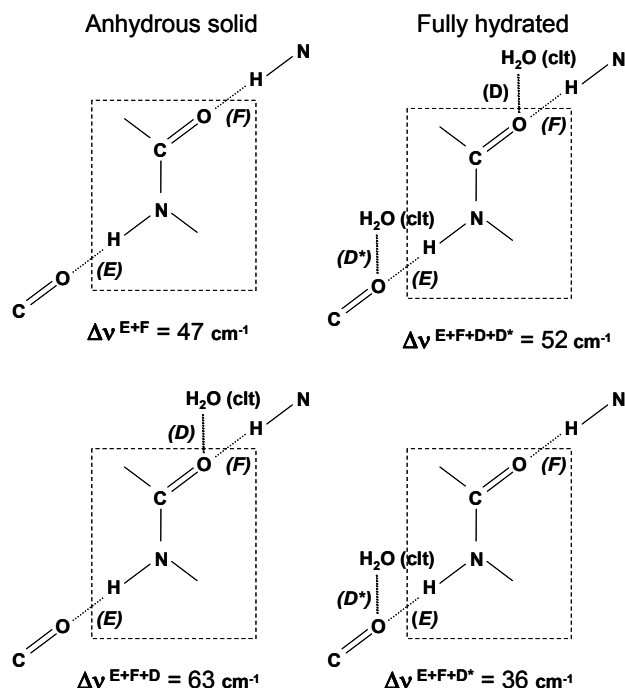 Anhydrous solid
Fully hydrated
N
H
O
(F)
C
N
H
(E)
O
C
Δν E+F = 47 cm-1
H2O (clt)
N
(D)
H
O
(F)
C
H2O (clt)
N
H
(D*)
(E)
O
C
Δν E+F+D+D* = 52 cm-1
H2O (clt)
N
(D)
H
O
(F)
C
N
H
(E)
O
C
Δν E+F+D = 63 cm-1
N
H
O
(F)
C
H2O (clt)
N
H
(D*)
(E)
O
C
Δν E+F+D* = 36 cm-1